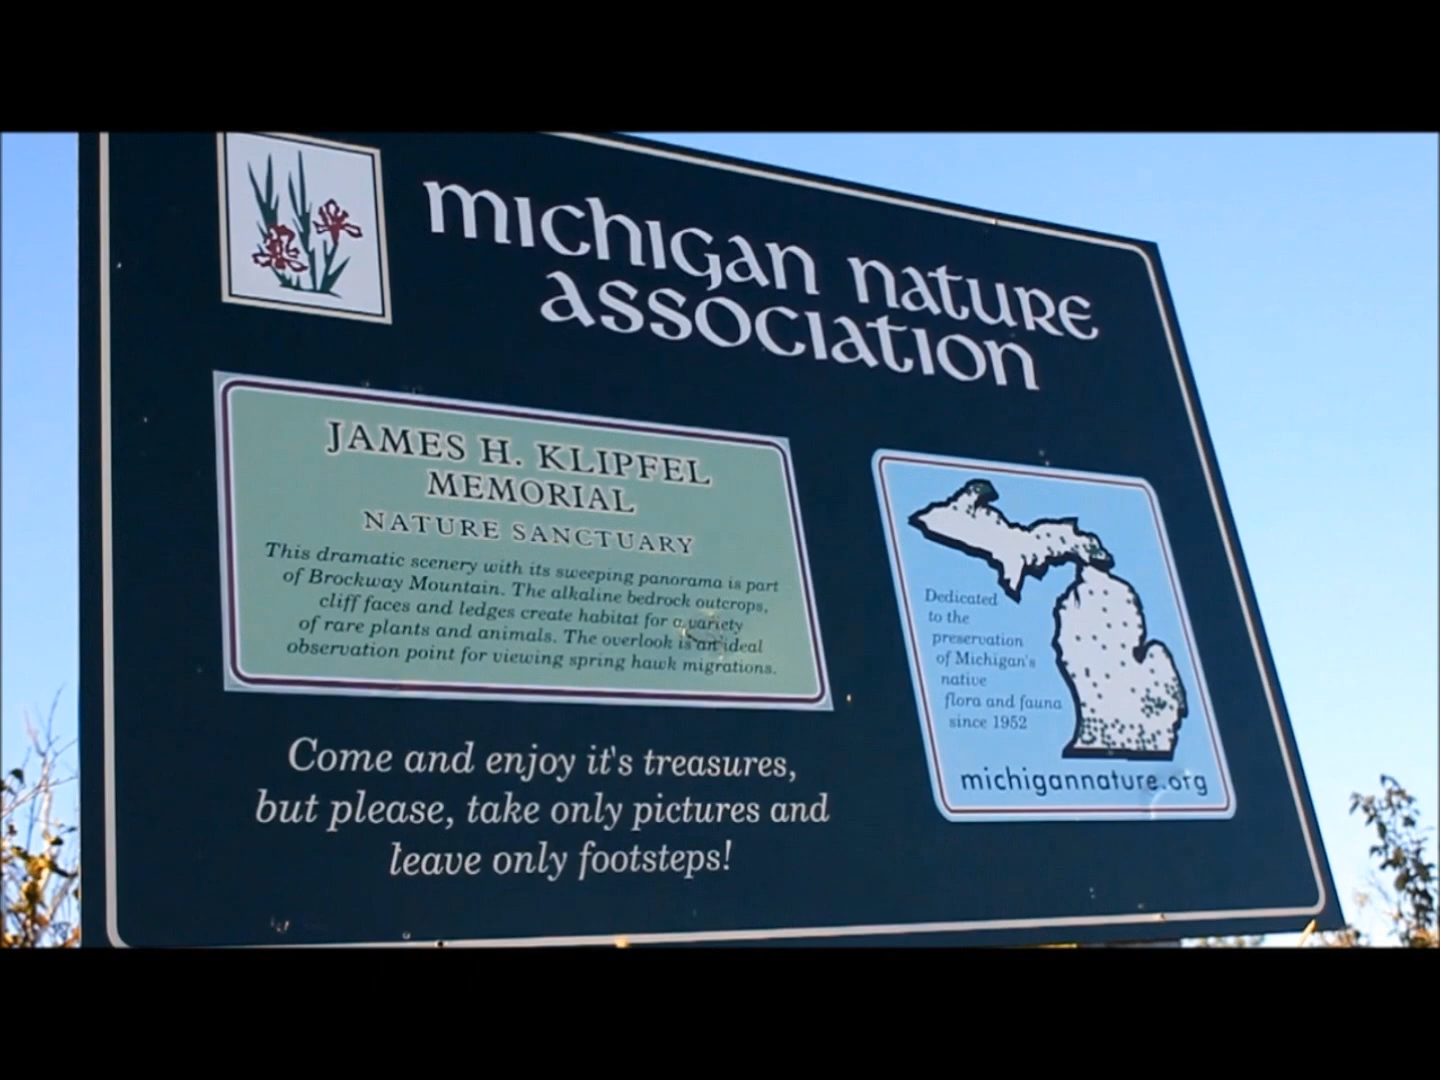 michigan nature
association
JAMES H. KLIPFEL
MEMORIAL
NATURE SANCTUARY
This dramatic scenery with its sweeping panorama is part
of Brockway Mountain. The alkaline bedrock outcrops,
cliff faces and ledges create habitat for a variety
of rare plants and animals. The overlook is an ideal
observation point for viewing spring hawk migrations.
Come and enjoy it's treasures,
but please, take only pictures and
leave only footsteps!
Dedicated
to the
preservation
of Michigan's
native
flora and fauna
since 1952
michigannature.org